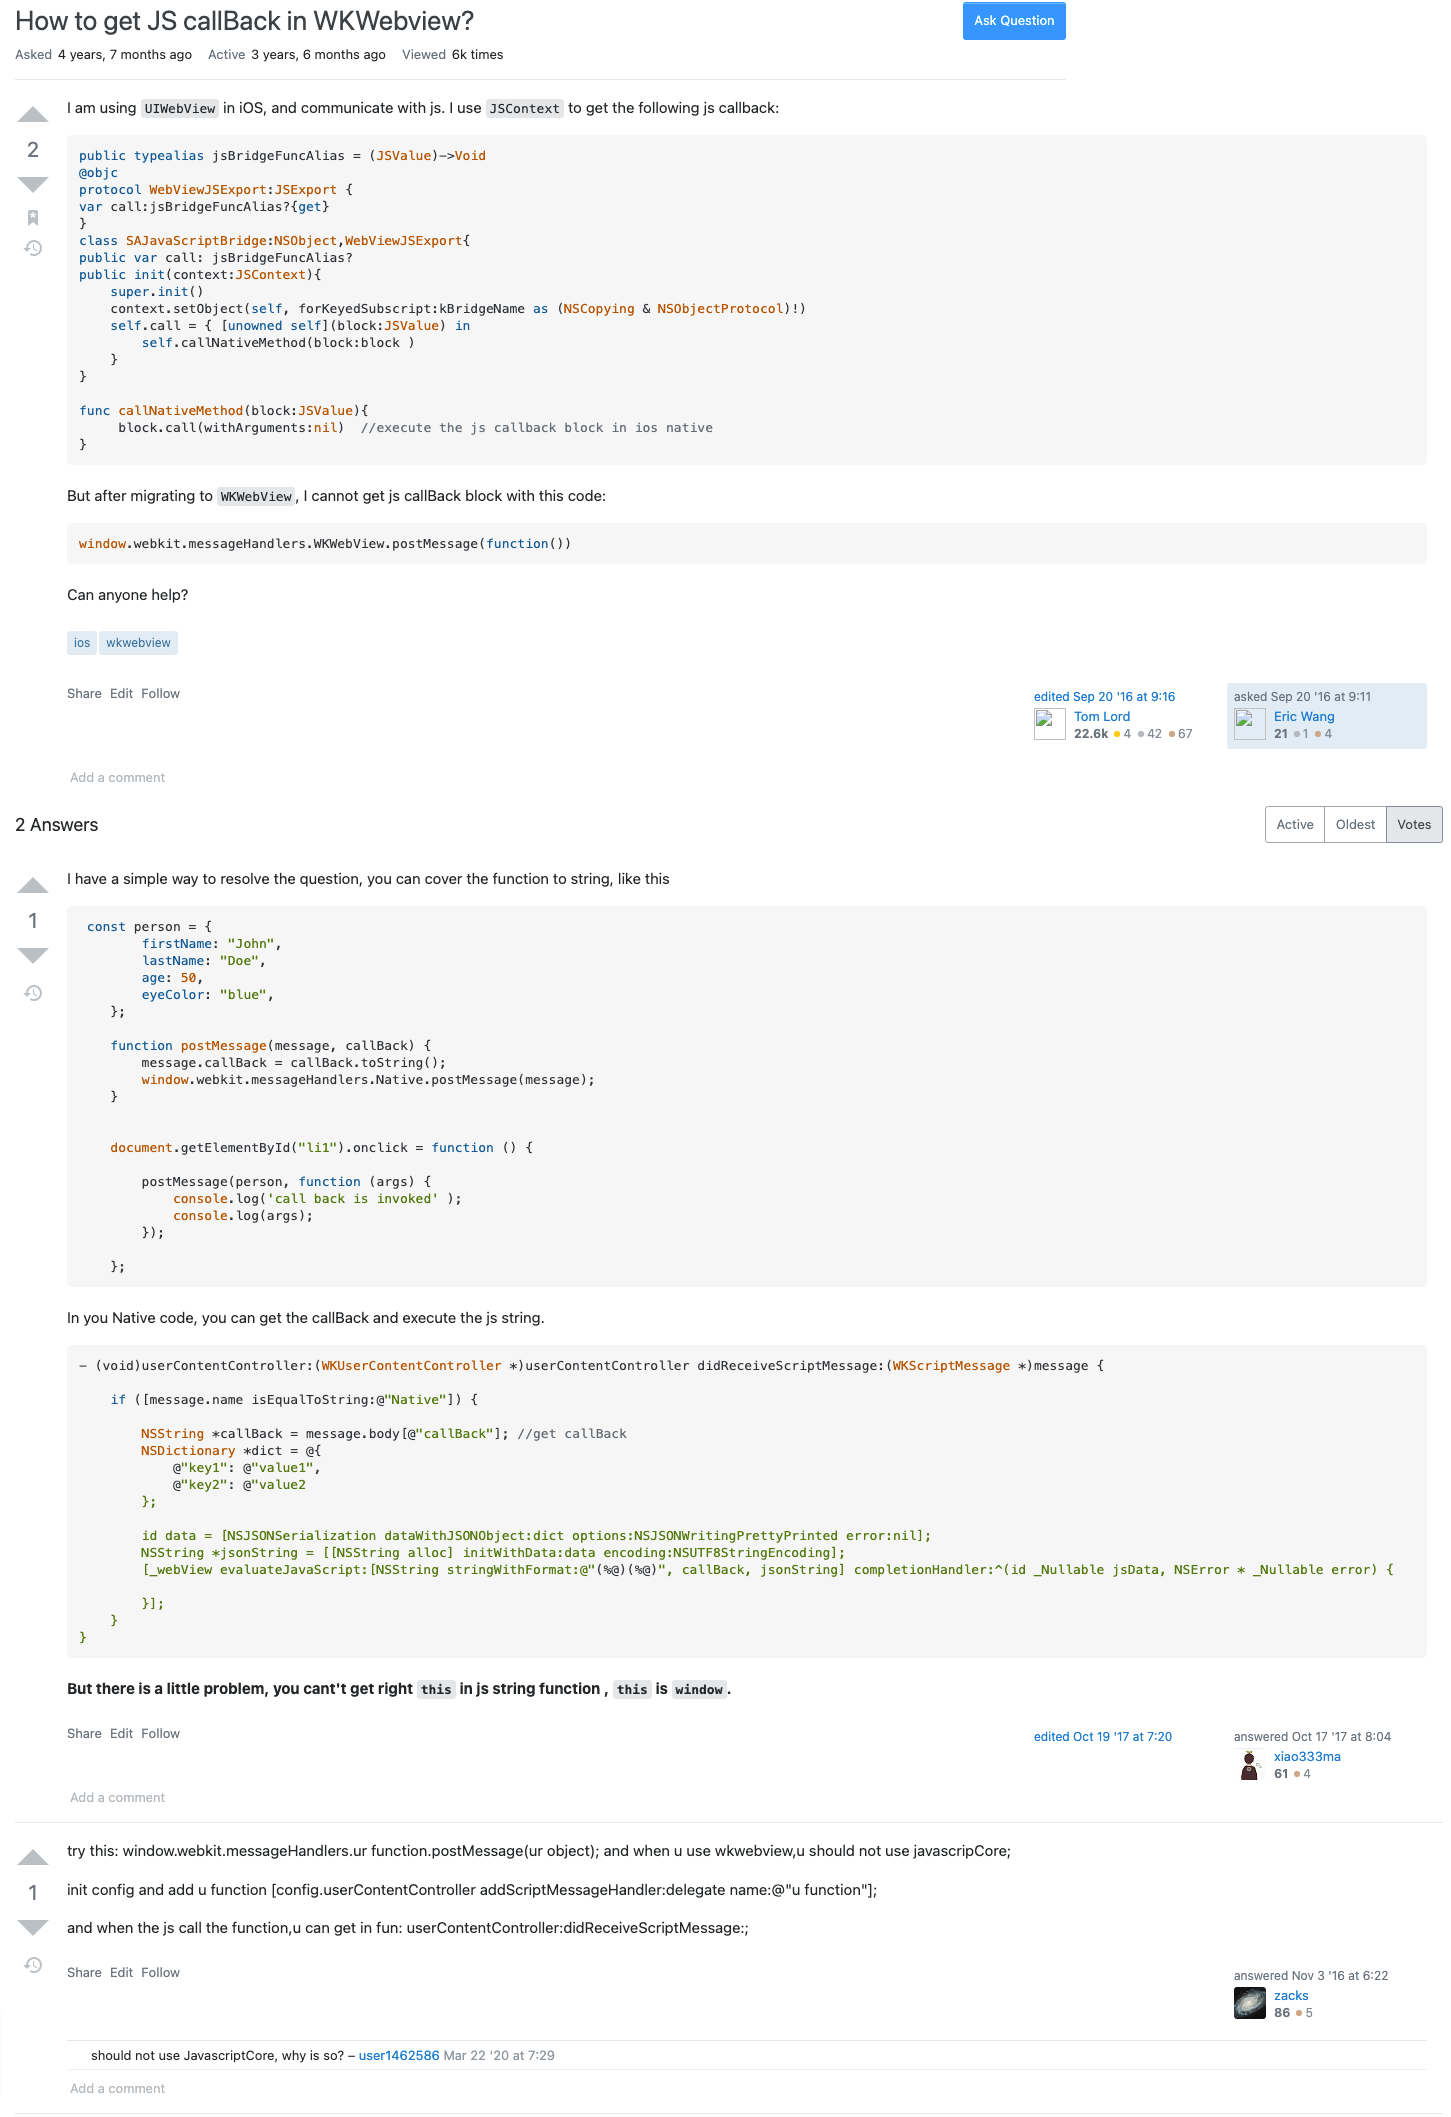 How to get JS callBack in WKWebview?
Ask Question
Asked 4 years, 7 months ago Active 3 years, 6 months ago Viewed 6k times
I am using UIWebView in iOS, and communicate with js. I use JSContext to get the following js callback:
2
public typealias jsBridgeFuncAlias = (JSValue)->Void
@objc
protocol WebViewJSExport:JSExport {
var call:jsBridgeFuncAlias?{get}
}
class SAJavaScriptBridge:NSObject,WebViewJSExport{
public var call: jsBridgeFuncAlias?
public init(context:JSContext){
    super.init()
    context.setObject(self, forKeyedSubscript:kBridgeName as (NSCopying & NSObjectProtocol)!)
    self.call = { [unowned self](block:JSValue) in
        self.callNativeMethod(block:block )
    }
}
func callNativeMethod(block:JSValue){
     block.call(withArguments:nil)  //execute the js callback block in ios native
}
But after migrating to WKWebView, I cannot get js callBack block with this code:
window.webkit.messageHandlers.WKWebView.postMessage(function())
Can anyone help?
ios wkwebview
Share Edit Follow
edited Sep 20 '16 at 9:16
Tom Lord
22.6k 4 42 67
asked Sep 20 '16 at 9:11
Eric Wang
21 1 4
Add a comment
2 Answers
Active Oldest Votes
I have a simple way to resolve the question, you can cover the function to string, like this
1
 const person = {
        firstName: "John",
        lastName: "Doe",
        age: 50,
        eyeColor: "blue",
    };
    function postMessage(message, callBack) {
        message.callBack = callBack.toString();
        window.webkit.messageHandlers.Native.postMessage(message);
    }
    document.getElementById("li1").onclick = function () {
        postMessage(person, function (args) {
            console.log('call back is invoked' );
            console.log(args);
        });
    };
In you Native code, you can get the callBack and execute the js string.
- (void)userContentController:(WKUserContentController *)userContentController didReceiveScriptMessage:(WKScriptMessage *)message {
    if ([message.name isEqualToString:@"Native"]) {
        NSString *callBack = message.body[@"callBack"]; //get callBack
        NSDictionary *dict = @{
            @"key1": @"value1",
            @"key2": @"value2
        };
        id data = [NSJSONSerialization dataWithJSONObject:dict options:NSJSONWritingPrettyPrinted error:nil];
        NSString *jsonString = [[NSString alloc] initWithData:data encoding:NSUTF8StringEncoding];
        [_webView evaluateJavaScript:[NSString stringWithFormat:@"(%@)(%@)", callBack, jsonString] completionHandler:^(id _Nullable jsData, NSError * _Nullable error) {
        }];
    }
}
But there is a little problem, you cant't get right this in js string function , this is window.
Share Edit Follow
edited Oct 19 '17 at 7:20
answered Oct 17 '17 at 8:04
xiao333ma
61 4
Add a comment
try this: window.webkit.messageHandlers.ur function.postMessage(ur object); and when u use wkwebview,u should not use javascripCore;
1
init config and add u function [config.userContentController addScriptMessageHandler:delegate name:@"u function"];
and when the js call the function,u can get in fun: userContentController:didReceiveScriptMessage:;
Share Edit Follow
answered Nov 3 '16 at 6:22
zacks
86 5
should not use JavascriptCore, why is so? – user1462586 Mar 22 '20 at 7:29
Add a comment